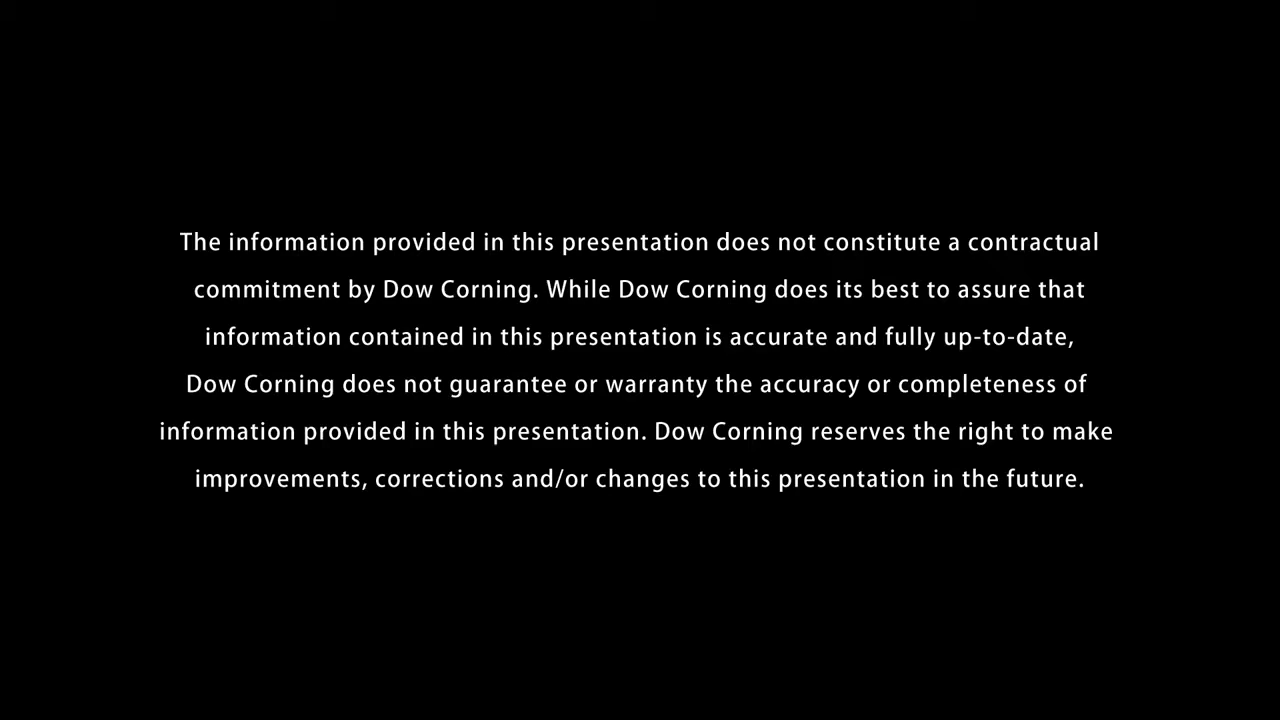 The information provided in this presentation does not constitute a contractual
commitment by Dow Corning. While Dow Corning does its best to assure that
information contained in this presentation is accurate and fully up-to-date,
Dow Corning does not guarantee or warranty the accuracy or completeness of
information provided in this presentation. Dow Corning reserves the right to make
improvements, corrections and/or changes to this presentation in the future.